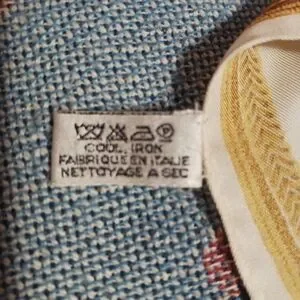 P
COOL IRON
FABRIQUE EN ITALIE
NETTOYAGE A SEC